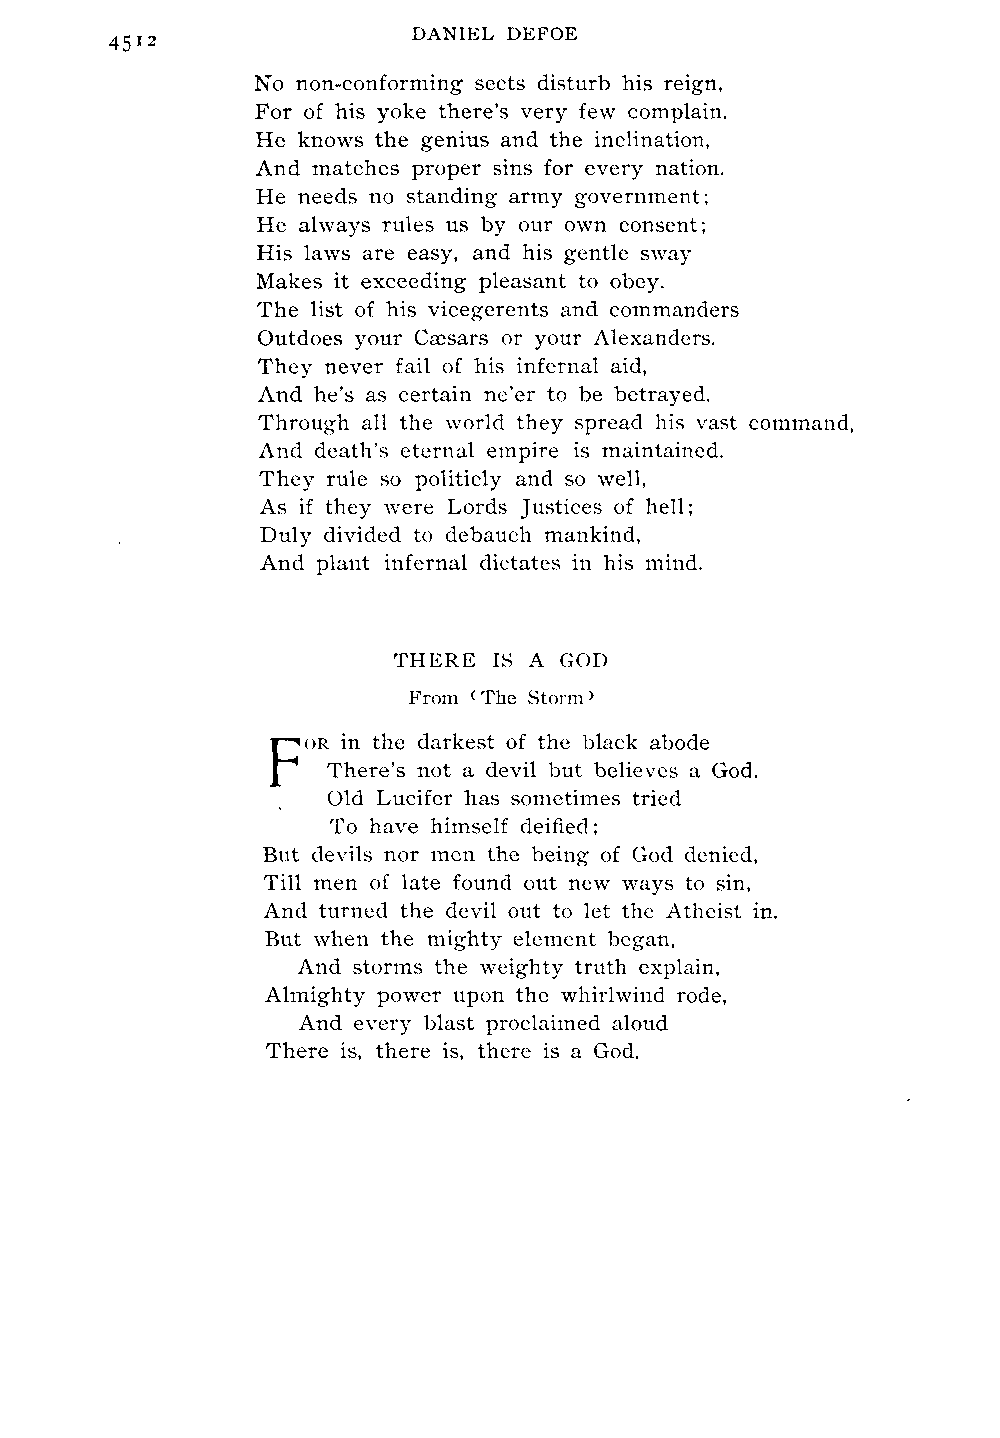 4512
DANIEL DEFOE
No non-conforming sects disturb his reign,
For of his yoke there's very few complain.
He knows the genius and the inclination,
And matches proper sins for every nation.
He needs no standing army government;
He always rules us by our own consent;
His laws are easy, and his gentle sway
Makes it exceeding pleasant to obey.
The list of his vicegerents and commanders
Outdoes your Cæsars or your Alexanders.
They never fail of his infernal aid,
And he's as certain ne'er to be betrayed.
Through all the world they spread his vast command,
And death's eternal empire is maintained.
They rule so politicly and so well,
As if they were Lords Justices of hell;
Duly divided to debauch mankind,
And plant infernal dictates in his mind.
THERE IS A GOD
From ‹The Storm›
FOR in the darkest of the black abode
There's not a devil but believes a God.
Old Lucifer has sometimes tried
To have himself deified;
But devils nor men the being of God denied,
Till men of late found out new ways to sin,
And turned the devil out to let the Atheist in.
But when the mighty element began,
And storms the weighty truth explain,
Almighty power upon the whirlwind rode,
And every blast proclaimed aloud
There is, there is, there is a God.